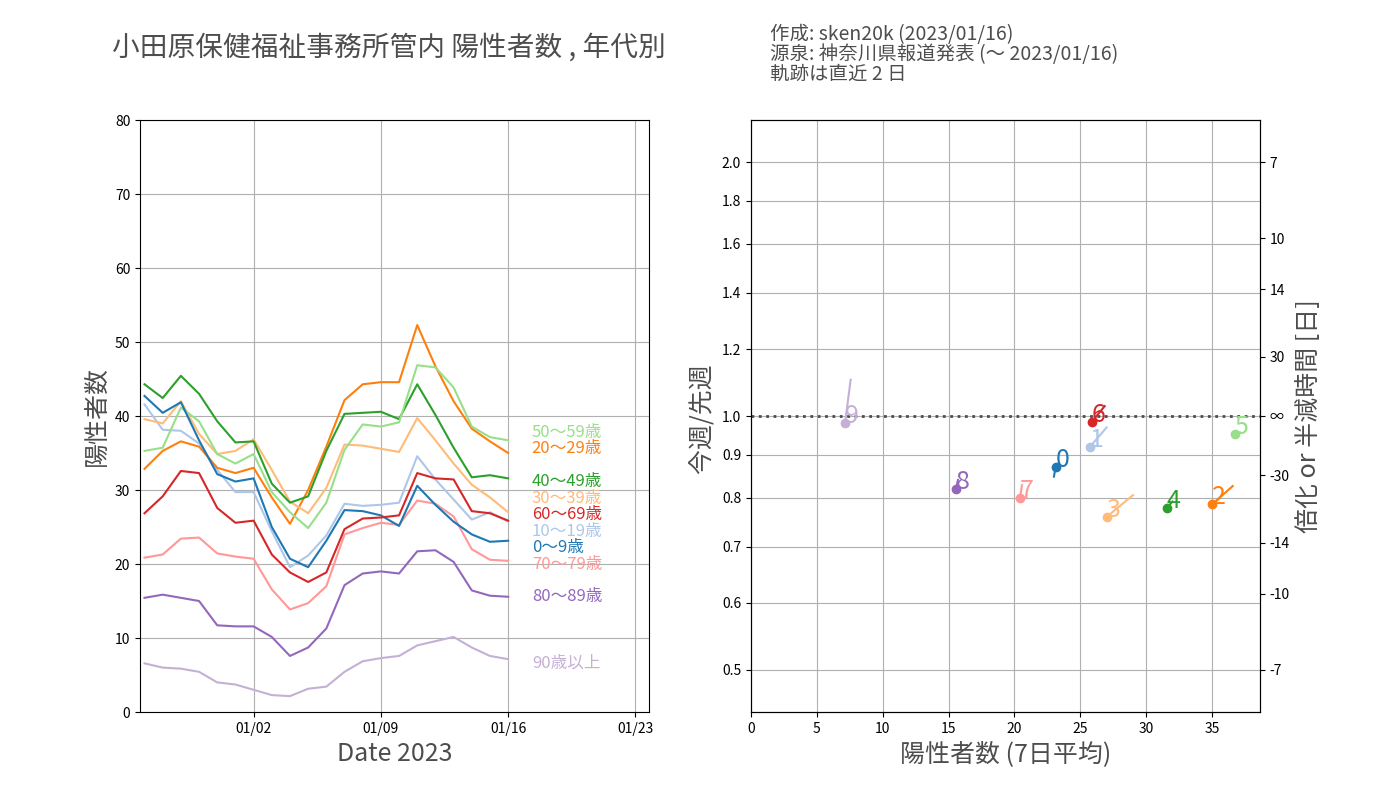 小田原保健福祉事務所管内 陽性者数 , 年代別
作成: sken20k (2023/01/16)
源泉: 神奈川県報道発表 (〜 2023/01/16)
軌跡は直近 2 日
陽性者数
80
70
60
50
40
30
20
10
0
01/02
01/09
01/16
01/23
Date 2023
50〜59歳
20〜29歳
40〜49歳
30〜39歳
60〜69歳
10〜19歳
0〜9歳
70〜79歳
80〜89歳
90歳以上
今週/先週
2.0
1.8
1.6
1.4
1.2
1.0
0.9
0.8
0.7
0.6
0.5
0
5
10
15
20
25
30
35
陽性者数 (7日平均)
9
6
5
1
0
8
7
3
4
2
7
10
14
30
∞
-30
-14
-10
-7
倍化 or 半減時間 [日]